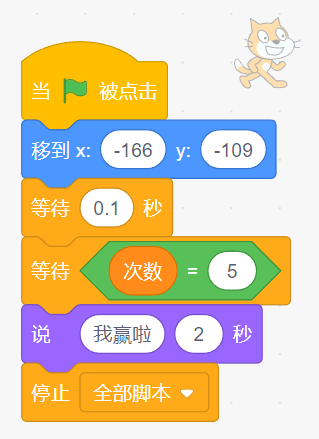 当 被点击
移到 x: -166 y: -109
等待 0.1 秒
等待 次数 = 5
说 我赢啦 2 秒
停止 全部脚本